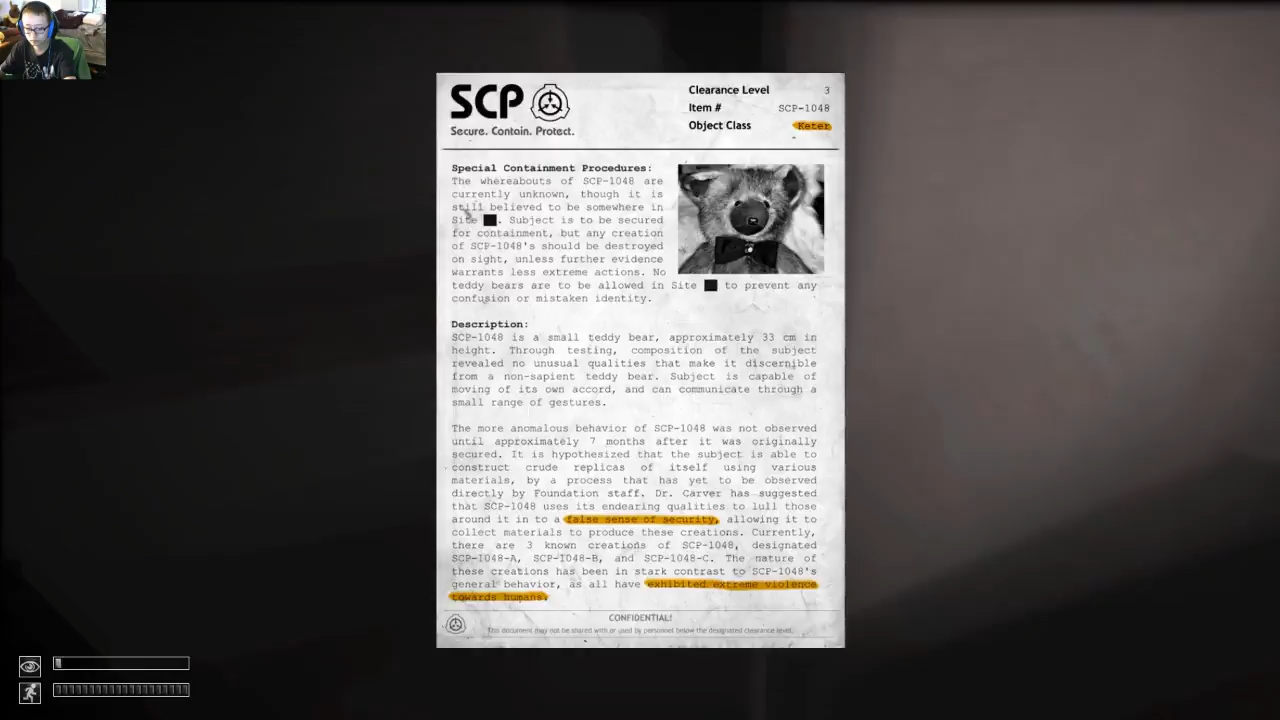 SCP
Secure. Contain. Protect.
Clearance Level 3
Item # SCP-1048
Object Class Keter
Special Containment Procedures:
The whereabouts of SCP-1048 are
currently unknown, though it is
still believed to be somewhere in
Site ■. Subject is to be secured
for containment, but any creation
of SCP-1048's should be destroyed
on sight, unless further evidence
warrants less extreme actions. No
teddy bears are to be allowed in Site ■ to prevent any
confusion or mistaken identity.
Description:
SCP-1048 is a small teddy bear, approximately 33 cm in
height. Through testing, composition of the subject
revealed no unusual qualities that make it discernible
from a non-sapient teddy bear. Subject is capable of
moving of its own accord, and can communicate through a
small range of gestures.
The more anomalous behavior of SCP-1048 was not observed
until approximately 7 months after it was originally
secured. It is hypothesized that the subject is able to
construct crude replicas of itself using various
materials, by a process that has yet to be observed
directly by Foundation staff. Dr. Carver has suggested
that SCP-1048 uses its endearing qualities to lull those
around it in to a false sense of security, allowing it to
collect materials to produce these creations. Currently,
there are 3 known creations of SCP-1048, designated
SCP-1048-A, SCP-1048-B, and SCP-1048-C. The nature of
these creations has been in stark contrast to SCP-1048's
general behavior, as all have exhibited extreme violence
towards humans.
CONFIDENTIAL!
This document may not be shared with or used by personnel below the designated clearance level.